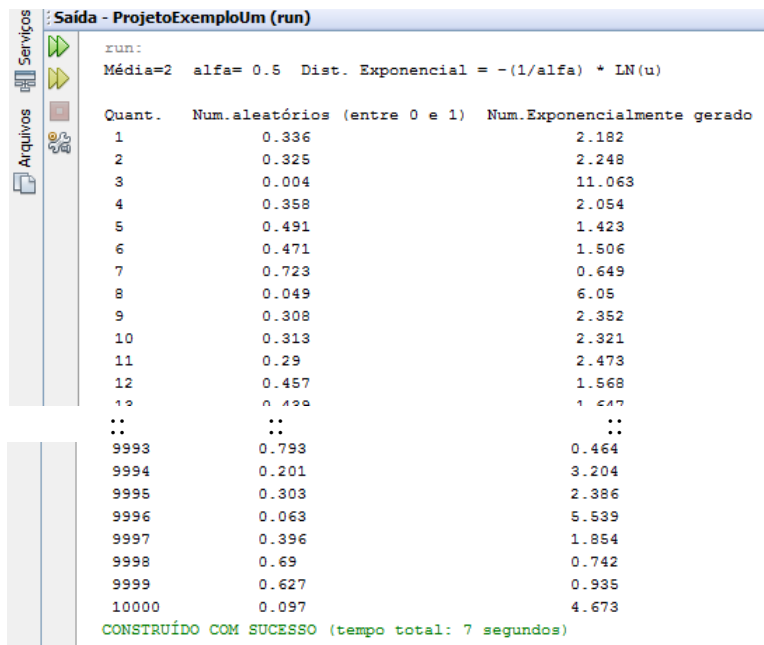 Saída - ProjetoExemploUm (run)
Serviços
Arquivos
run:
Média=2 alfa= 0.5 Dist. Exponencial = -(1/alfa) * LN(u)
Quant. Num.aleatórios (entre 0 e 1) Num.Exponencialmente gerado
1 0.336 2.182
2 0.325 2.248
3 0.004 11.063
4 0.358 2.054
5 0.491 1.423
6 0.471 1.506
7 0.723 0.649
8 0.049 6.05
9 0.308 2.352
10 0.313 2.321
11 0.29 2.473
12 0.457 1.568
13 0.439 1.647
:: :: ::
9993 0.793 0.464
9994 0.201 3.204
9995 0.303 2.386
9996 0.063 5.539
9997 0.396 1.854
9998 0.69 0.742
9999 0.627 0.935
10000 0.097 4.673
CONSTRUÍDO COM SUCESSO (tempo total: 7 segundos)